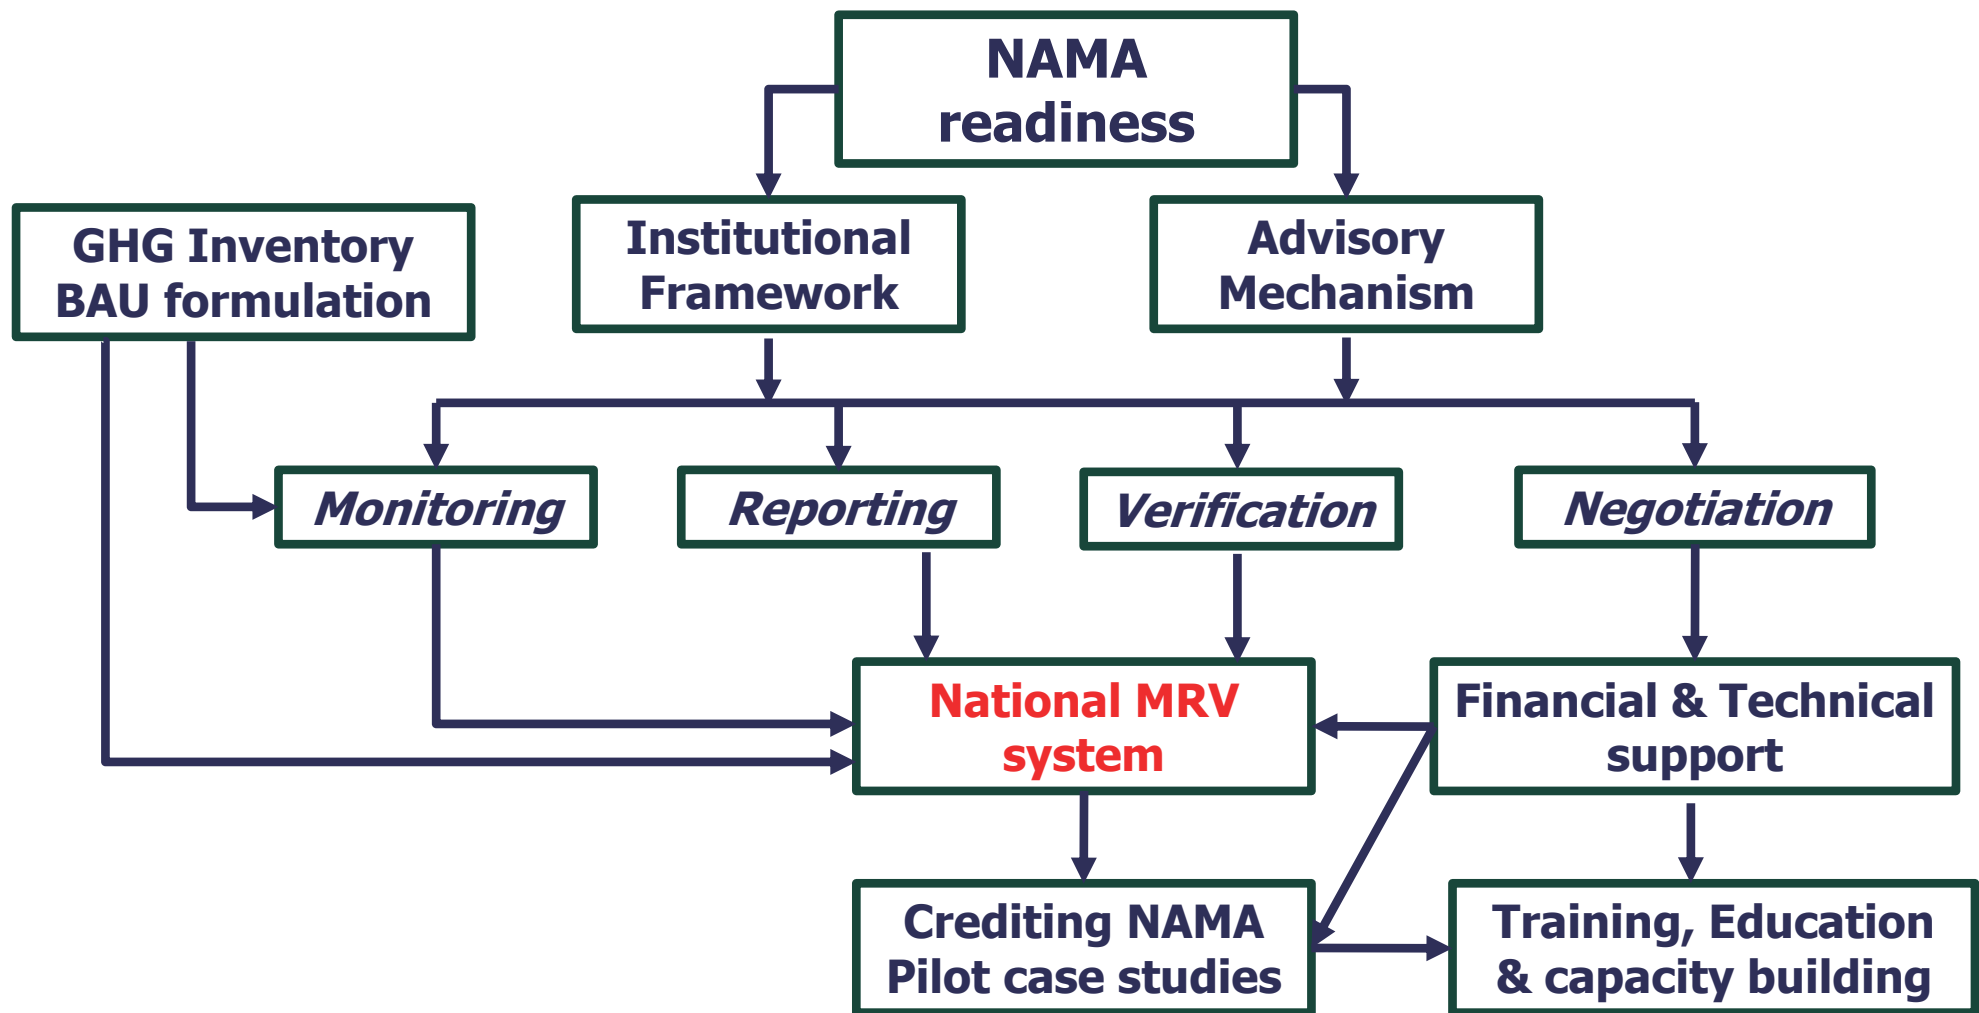 NAMA
readiness
GHG Inventory
BAU formulation
Institutional
Framework
Advisory
Mechanism
Monitoring
Reporting
Verification
Negotiation
National MRV
system
Financial & Technical
support
Crediting NAMA
Pilot case studies
Training, Education
& capacity building